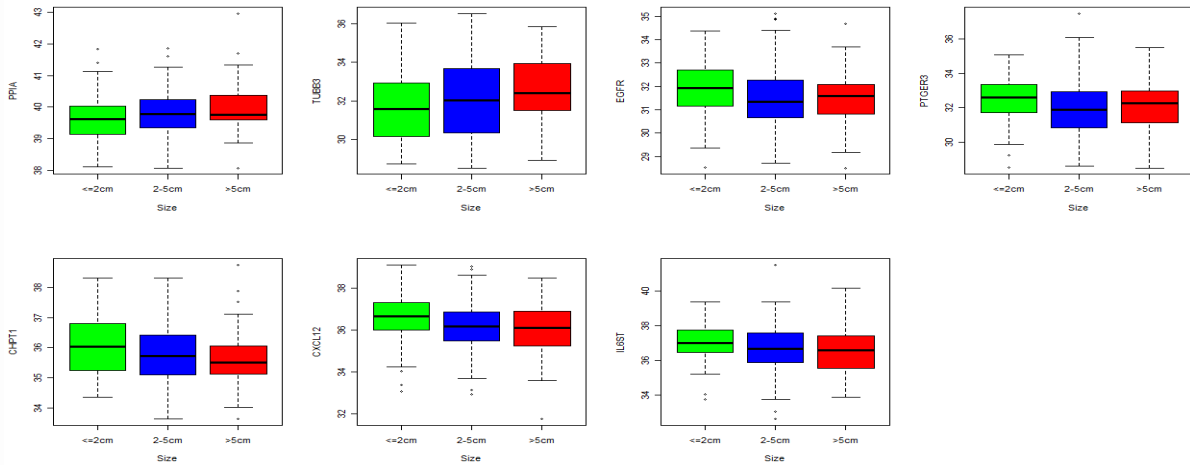 PPIA
43
42
41
40
39
38
<=2cm 2-5cm >5cm
Size
TUBB3
36
34
32
30
<=2cm 2-5cm >5cm
Size
EGFR
35
34
33
32
31
30
29
<=2cm 2-5cm >5cm
Size
PTGER3
36
34
32
30
<=2cm 2-5cm >5cm
Size
CHPT1
38
37
36
35
34
<=2cm 2-5cm >5cm
Size
CXCL12
38
36
34
32
<=2cm 2-5cm >5cm
Size
IL6ST
40
38
36
34
<=2cm 2-5cm >5cm
Size